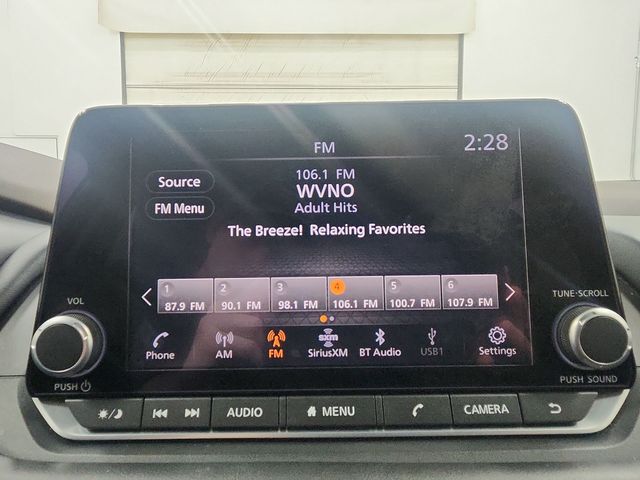 FM 2:28
Source
FM Menu
106.1 FM
WVNO
Adult Hits
The Breeze! Relaxing Favorites
1 2 3 4 5 6
87.9 FM 90.1 FM 98.1 FM 106.1 FM 100.7 FM 107.9 FM
VOL
TUNE·SCROLL
sxm
Phone AM FM SiriusXM BT Audio USB1 Settings
PUSH
PUSH SOUND
AUDIO MENU CAMERA